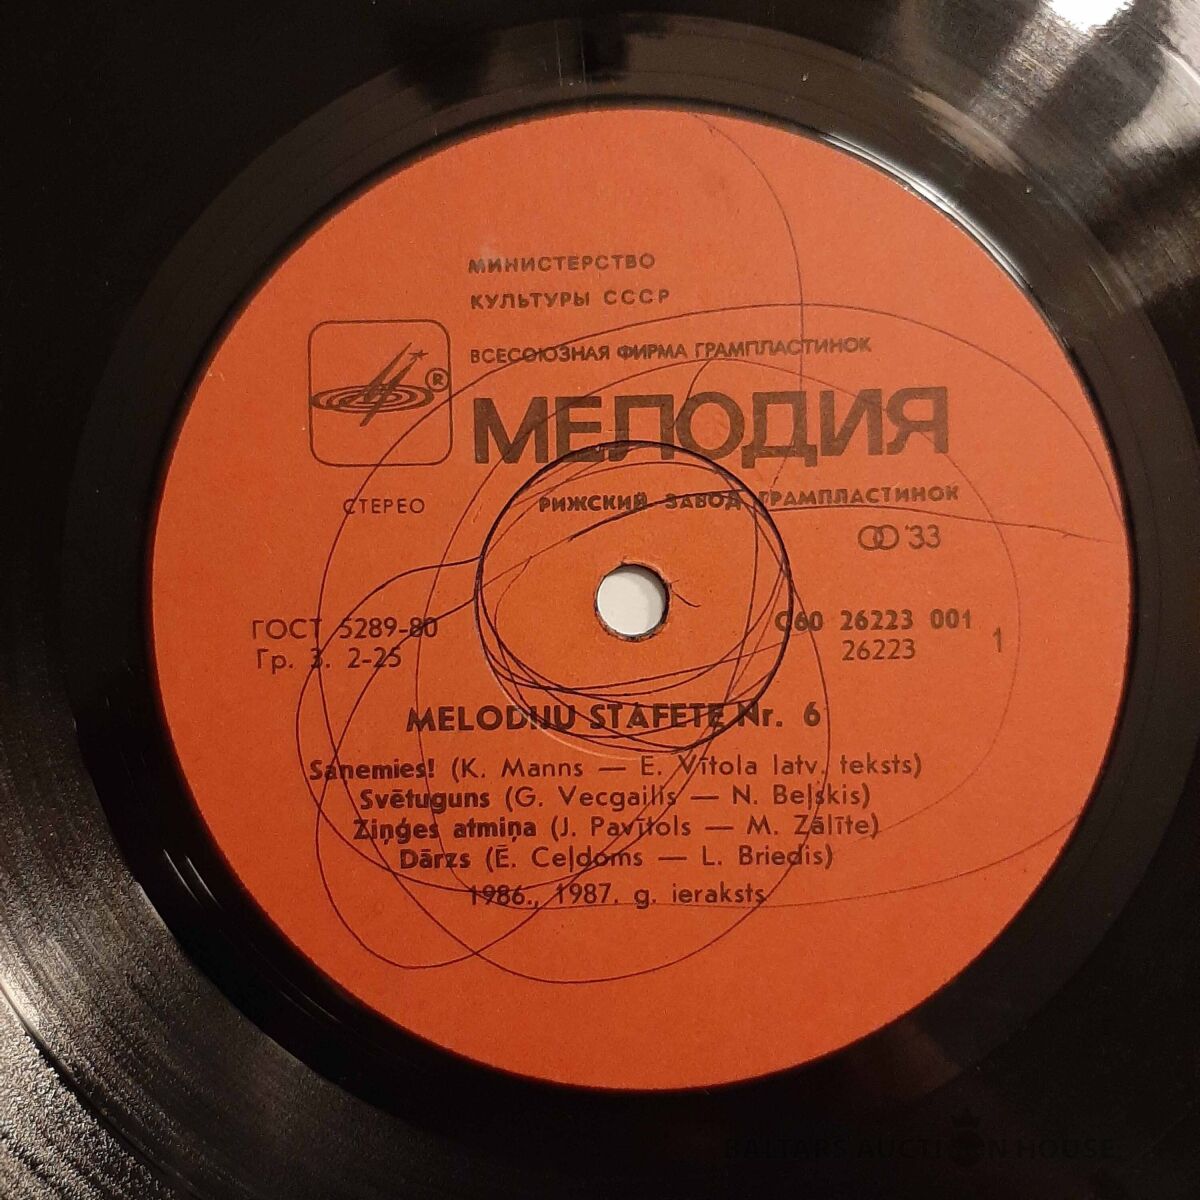 МИНИСТЕРСТВО
КУЛЬТУРЫ СССР
ВСЕСОЮЗНАЯ ФИРМА ГРАМПЛАСТИНОК
®
МЕЛОДИЯ
СТЕРЕО
РИЖСКИЙ ЗАВОД ГРАМПЛАСТИНОК
'33
ГОСТ 5289-80
Гр. 3. 2-25
С60 26223 001
26223
1
MELODIJU STAFETE Nr. 6
Saņemies! (K. Manns — E. Vītola latv. teksts)
Svētuguns (G. Vecgailis — N. Beļskis)
Ziņģes atmiņa (J. Pavītols — M. Zālīte)
Dārzs (Ē. Ceļdoms — L. Briedis)
1986., 1987. g. ieraksts
BALTARS AUCTION HOUSE